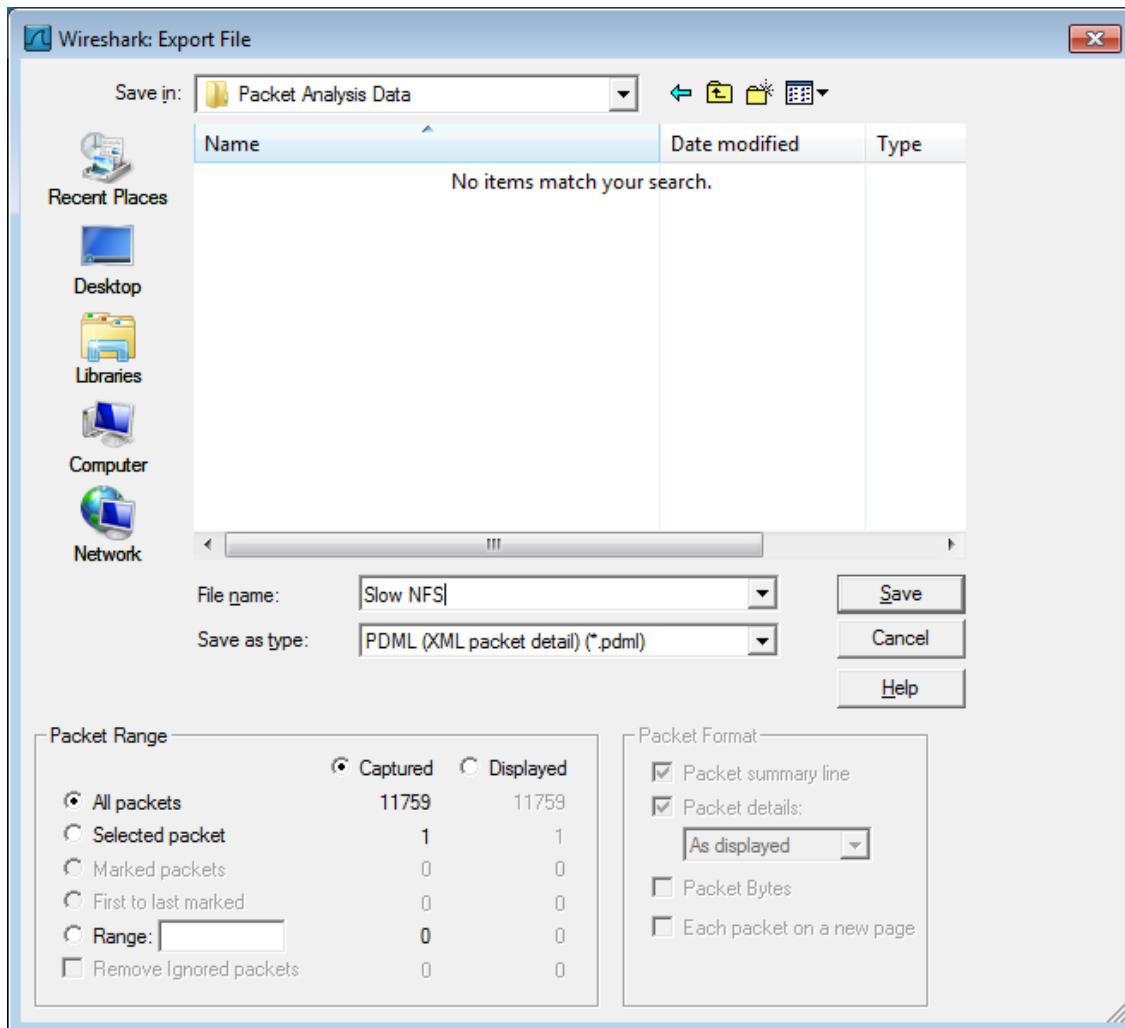 Wireshark: Export File
Save in: Packet Analysis Data
Name Date modified Type
No items match your search.
Recent Places
Desktop
Libraries
Computer
Network
File name: Slow NFS Save
Save as type: PDML (XML packet detail) (*.pdml) Cancel
Help
Packet Range Packet Format
Captured Displayed Packet summary line
All packets 11759 11759 Packet details:
Selected packet 1 1 As displayed
Marked packets 0 0 Packet Bytes
First to last marked 0 0 Each packet on a new page
Range: 0 0
Remove Ignored packets 0 0